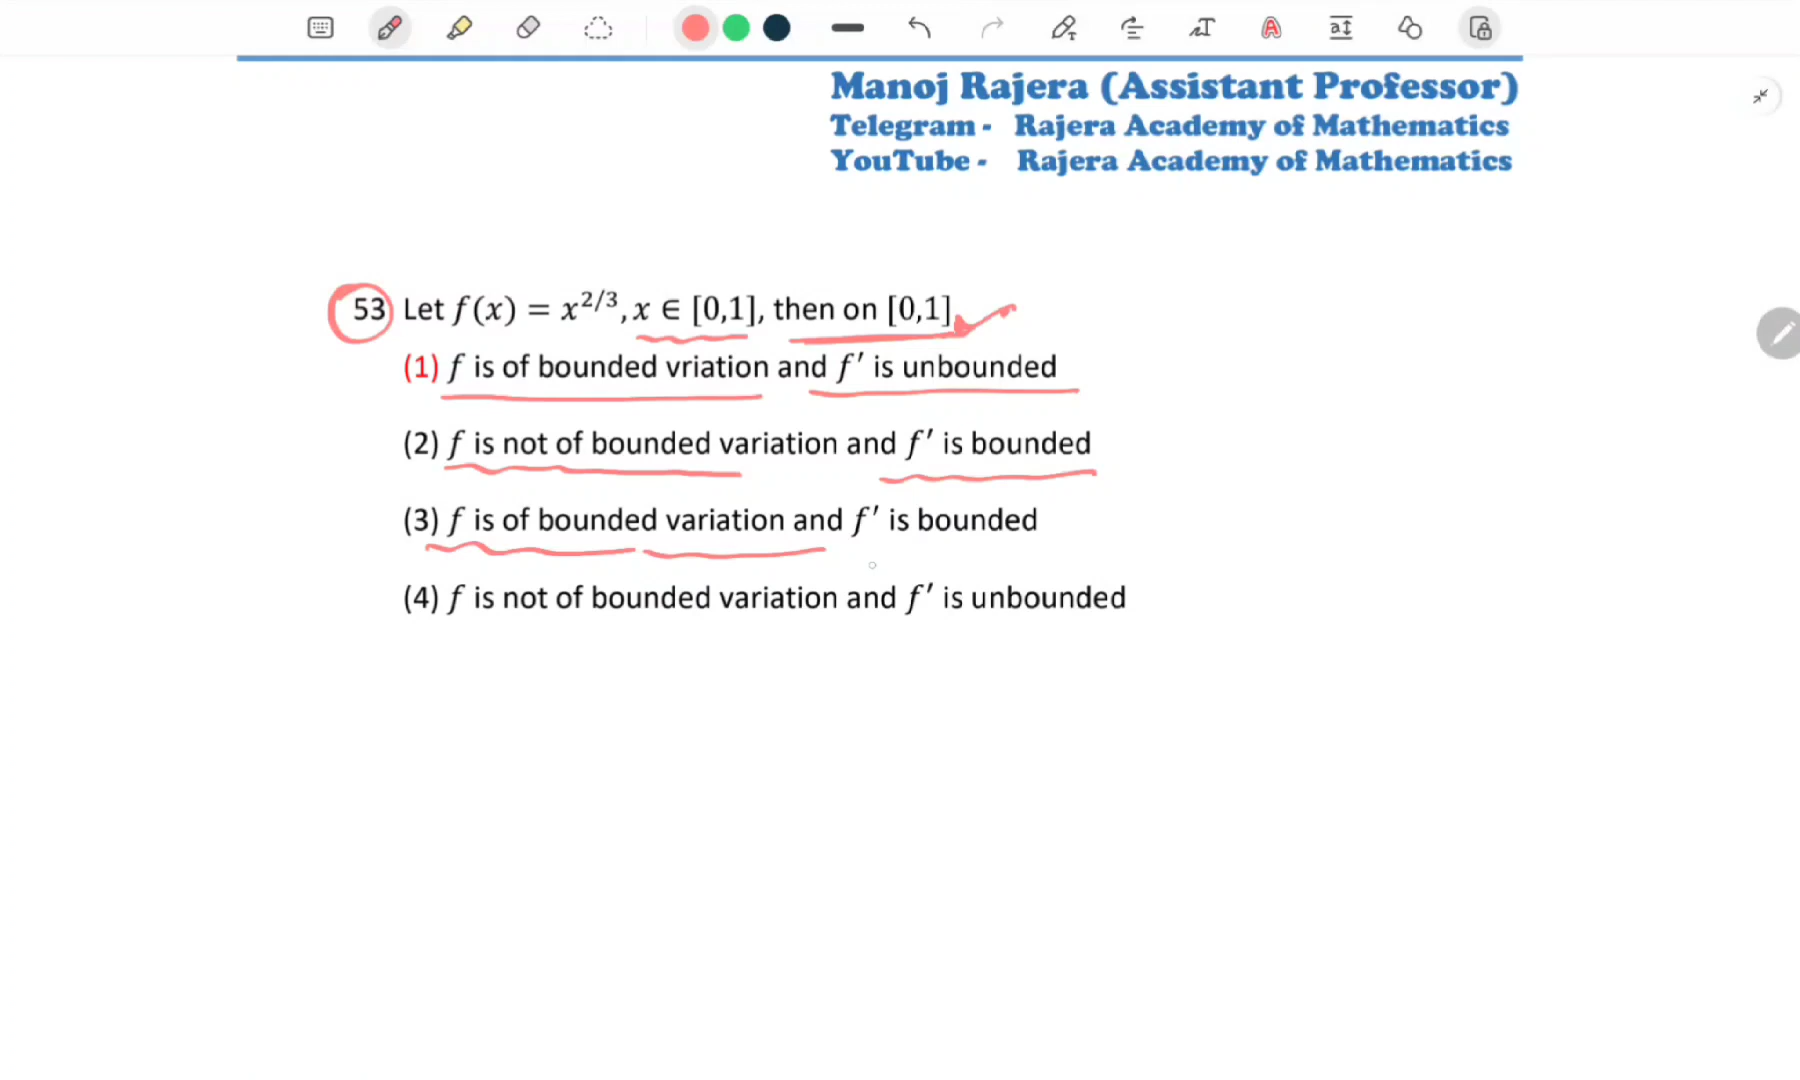 Manoj Rajera (Assistant Professor)
Telegram - Rajera Academy of Mathematics
YouTube - Rajera Academy of Mathematics
53 Let f(x) = x^{2/3}, x ∈ [0,1], then on [0,1]
(1) f is of bounded vriation and f′ is unbounded
(2) f is not of bounded variation and f′ is bounded
(3) f is of bounded variation and f′ is bounded
(4) f is not of bounded variation and f′ is unbounded